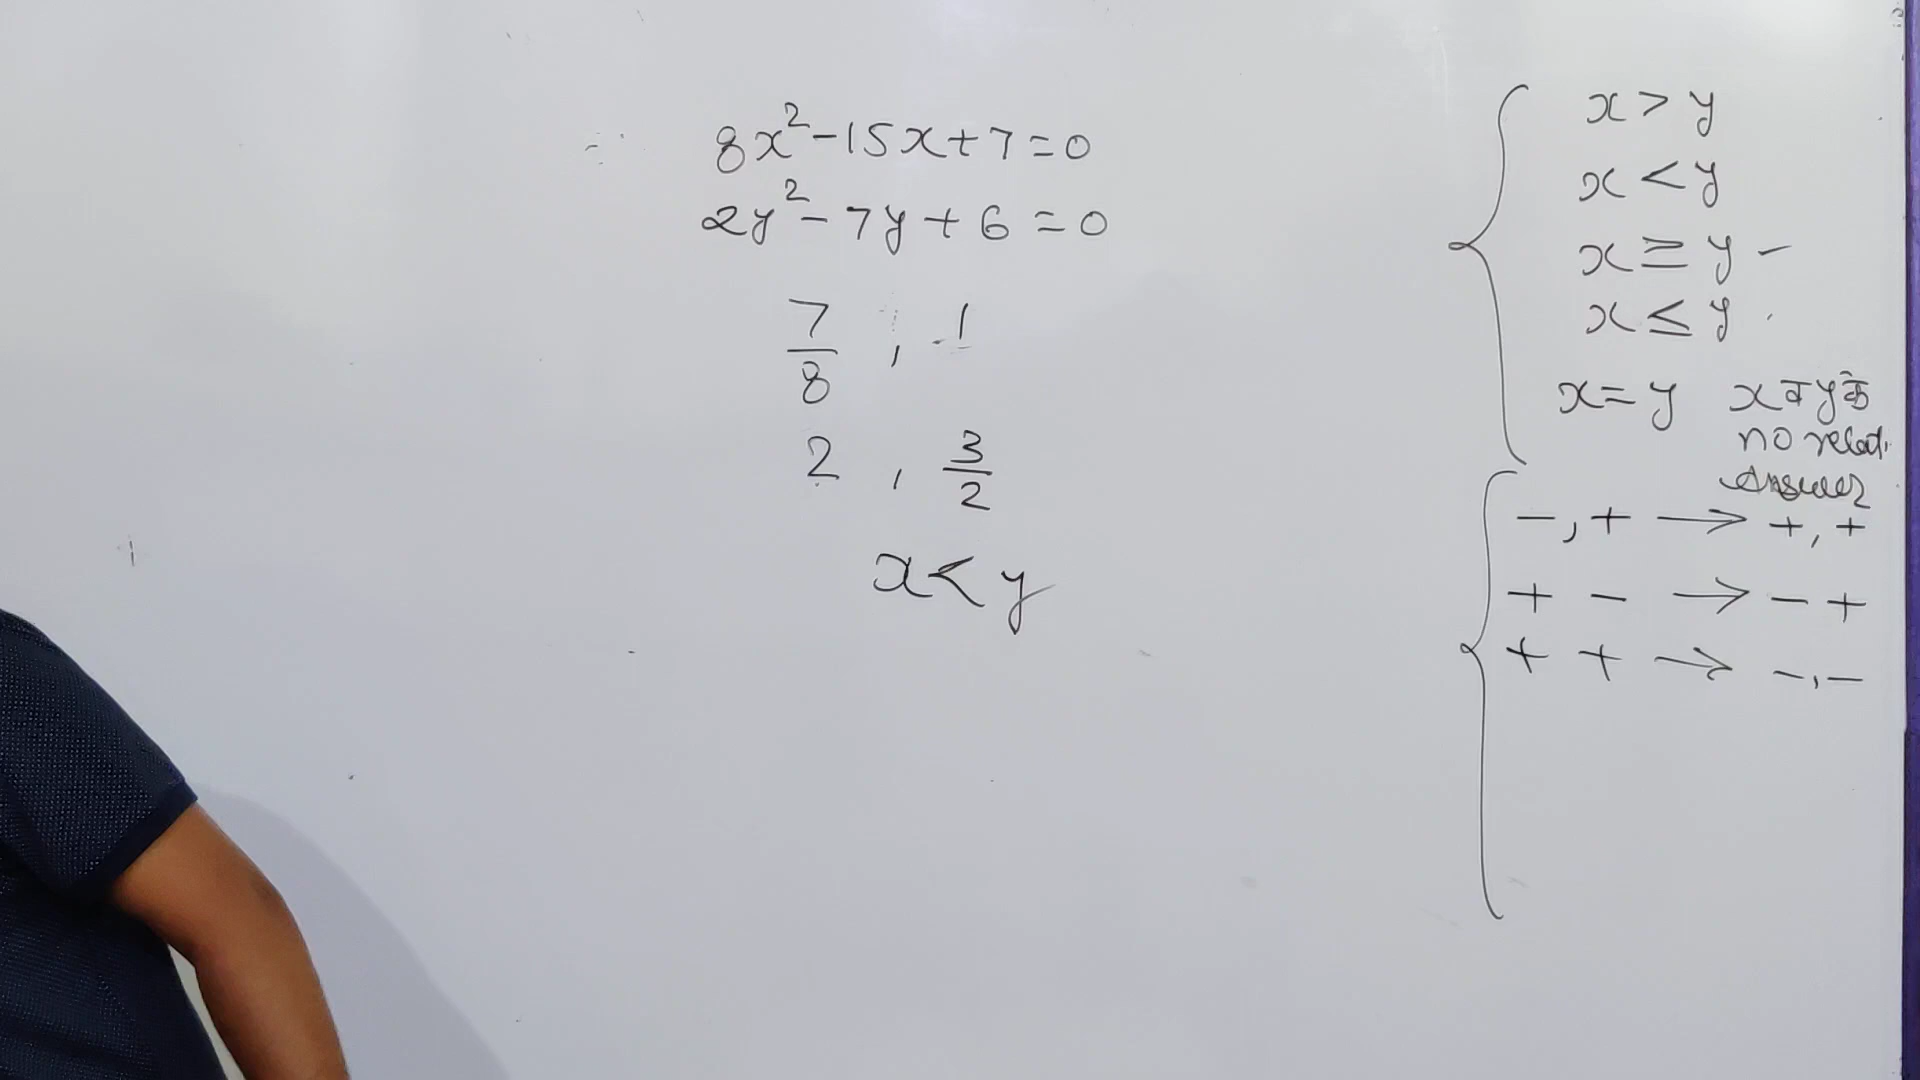 8x²-15x+7=0
2y²-7y+6=0
7/8 , 1
2 , 3/2
x<y
x>y
x<y
x≥y -
x≤y
x=y x व y के
no relat.
Answer
-,+ → +,+
+ - → - +
+ + → -,-